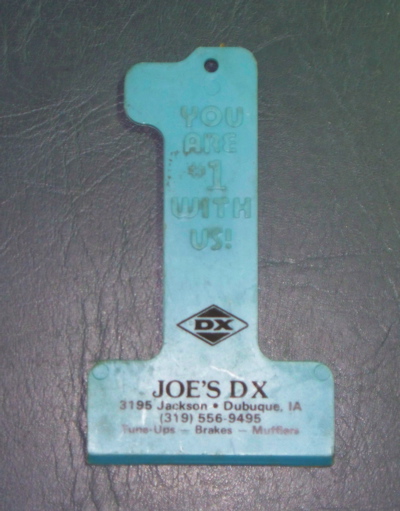 YOU
ARE
#1
WITH
US!
DX
JOE'S DX
3195 Jackson • Dubuque, IA
(319) 556-9495
Tune-Ups — Brakes — Mufflers